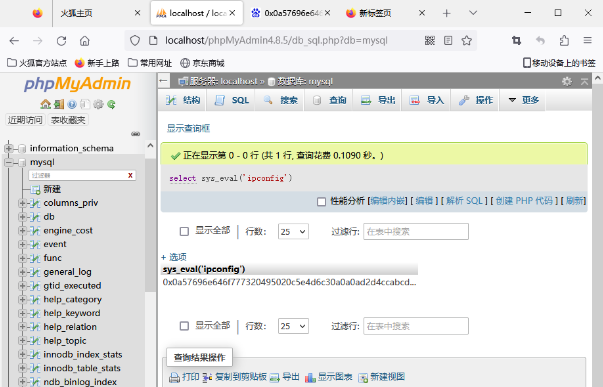 火狐主页
localhost / loca
0x0a57696e646
新标签页
localhost/phpMyAdmin4.8.5/db_sql.php?db=mysql
火狐官方站点 新手上路 常用网址 京东商城 移动设备上的书签
phpMyAdmin
近期访问 表收藏夹
information_schema
mysql
过滤器 X
新建
columns_priv
db
engine_cost
event
func
general_log
gtid_executed
help_category
help_keyword
help_relation
help_topic
innodb_index_stats
innodb_table_stats
ndb_binlog_index
服务器: localhost » 数据库: mysql
结构 SQL 搜索 查询 导出 导入 操作 更多
显示查询框
正在显示第 0 - 0 行 (共 1 行, 查询花费 0.1090 秒。)
select sys_eval('ipconfig')
性能分析 [编辑内嵌] [ 编辑 ] [ 解析 SQL ] [ 创建 PHP 代码 ] [ 刷新]
显示全部 行数: 25 过滤行: 在表中搜索
+ 选项
sys_eval('ipconfig')
0x0a57696e646f777320495020c5e4d6c30a0a0ad2d4ccabcd...
显示全部 行数: 25 过滤行: 在表中搜索
查询结果操作
打印 复制到剪贴板 导出 显示图表 新建视图